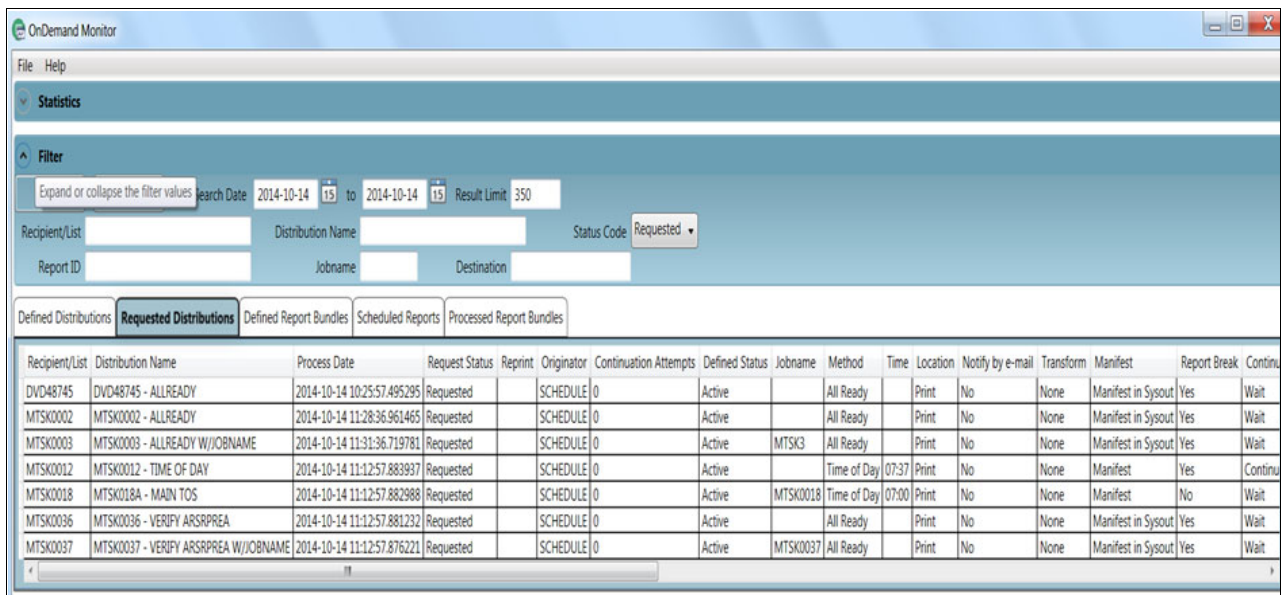 OnDemand Monitor
File Help
Statistics
Filter
Expand or collapse the filter values earch Date 2014-10-14 15 to 2014-10-14 15 Result Limit 350
Recipient/List Distribution Name Status Code Requested
Report ID Jobname Destination
Defined Distributions Requested Distributions Defined Report Bundles Scheduled Reports Processed Report Bundles
Recipient/List Distribution Name Process Date Request Status Reprint Originator Continuation Attempts Defined Status Jobname Method Time Location Notify by e-mail Transform Manifest Report Break Continu
DVD48745 DVD48745 - ALLREADY 2014-10-14 10:25:57.495295 Requested SCHEDULE 0 Active All Ready Print No None Manifest in Sysout Yes Wait
MTSK0002 MTSK0002 - ALLREADY 2014-10-14 11:28:36.961465 Requested SCHEDULE 0 Active All Ready Print No None Manifest in Sysout Yes Wait
MTSK0003 MTSK0003 - ALLREADY W/JOBNAME 2014-10-14 11:31:36.719781 Requested SCHEDULE 0 Active MTSK3 All Ready Print No None Manifest in Sysout Yes Wait
MTSK0012 MTSK0012 - TIME OF DAY 2014-10-14 11:12:57.883937 Requested SCHEDULE 0 Active Time of Day 07:37 Print No None Manifest Yes Continu
MTSK0018 MTSK018A - MAIN TOS 2014-10-14 11:12:57.882988 Requested SCHEDULE 0 Active MTSK0018 Time of Day 07:00 Print No None Manifest No Wait
MTSK0036 MTSK0036 - VERIFY ARSRPREA 2014-10-14 11:12:57.881232 Requested SCHEDULE 0 Active All Ready Print No None Manifest in Sysout Yes Wait
MTSK0037 MTSK0037 - VERIFY ARSRPREA W/JOBNAME 2014-10-14 11:12:57.876221 Requested SCHEDULE 0 Active MTSK0037 All Ready Print No None Manifest in Sysout Yes Wait